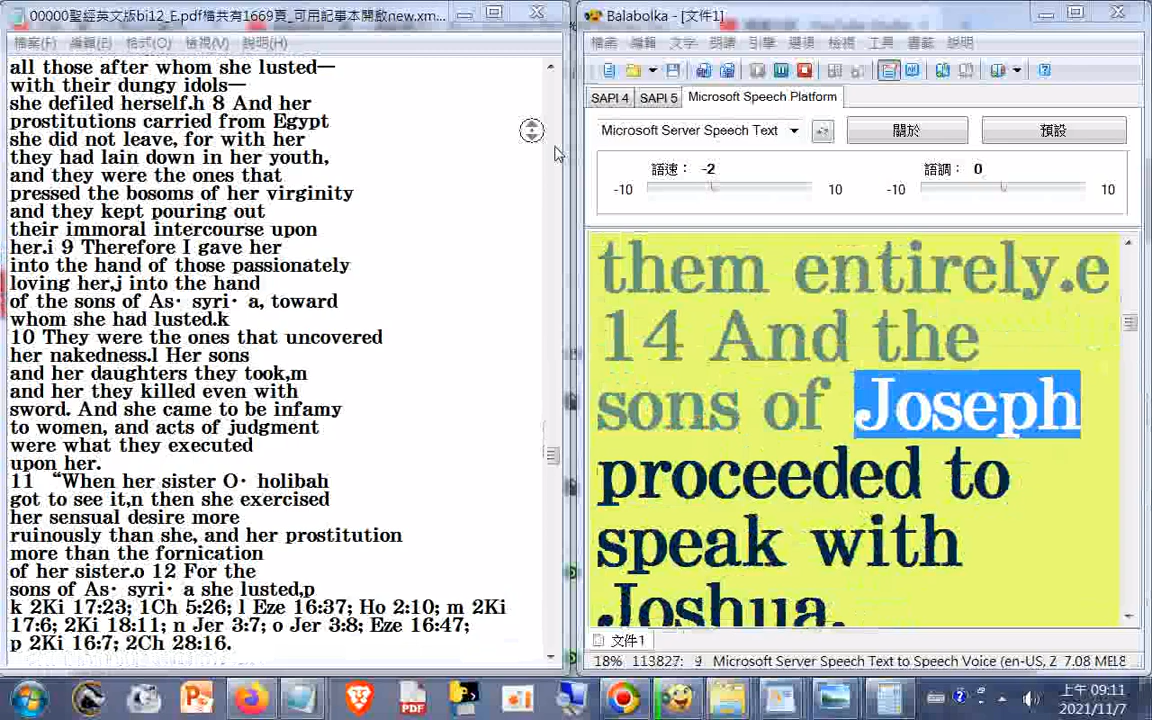 00000聖經英文版bi12_E.pdf檔共有1669頁_可用記事本開啟new.xm...
檔案(F) 編輯(E) 格式(O) 檢視(V) 說明(H)
all those after whom she lusted—
with their dungy idols—
she defiled herself.h 8 And her
prostitutions carried from Egypt
she did not leave, for with her
they had lain down in her youth,
and they were the ones that
pressed the bosoms of her virginity
and they kept pouring out
their immoral intercourse upon
her.i 9 Therefore I gave her
into the hand of those passionately
loving her,j into the hand
of the sons of As· syri· a, toward
whom she had lusted.k
10 They were the ones that uncovered
her nakedness.l Her sons
and her daughters they took,m
and her they killed even with
sword. And she came to be infamy
to women, and acts of judgment
were what they executed
upon her.
11 “When her sister O· holibah
got to see it,n then she exercised
her sensual desire more
ruinously than she, and her prostitution
more than the fornication
of her sister.o 12 For the
sons of As· syri· a she lusted,p
k 2Ki 17:23; 1Ch 5:26; l Eze 16:37; Ho 2:10; m 2Ki
17:6; 2Ki 18:11; n Jer 3:7; o Jer 3:8; Eze 16:47;
p 2Ki 16:7; 2Ch 28:16.
Balabolka - [文件1]
檔案 編輯 文字 朗讀 引擎 選項 檢視 工具 書籤 說明
SAPI 4 SAPI 5 Microsoft Speech Platform
Microsoft Server Speech Text 關於 預設
語速： -2 語調： 0
-10 10 -10 10
them entirely.e
14 And the
sons of Joseph
proceeded to
speak with
Joshua,
文件1
18% 113827: 9 Microsoft Server Speech Text to Speech Voice (en-US, Z 7.08 MEL8
PDF
上午 09:11
2021/11/7